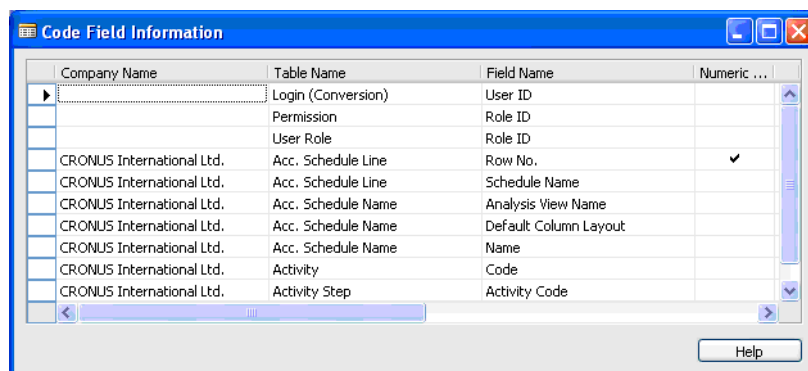 Code Field Information
Company Name Table Name Field Name Numeric ...
Login (Conversion) User ID
Permission Role ID
User Role Role ID
CRONUS International Ltd. Acc. Schedule Line Row No.
CRONUS International Ltd. Acc. Schedule Line Schedule Name
CRONUS International Ltd. Acc. Schedule Name Analysis View Name
CRONUS International Ltd. Acc. Schedule Name Default Column Layout
CRONUS International Ltd. Acc. Schedule Name Name
CRONUS International Ltd. Activity Code
CRONUS International Ltd. Activity Step Activity Code
Help